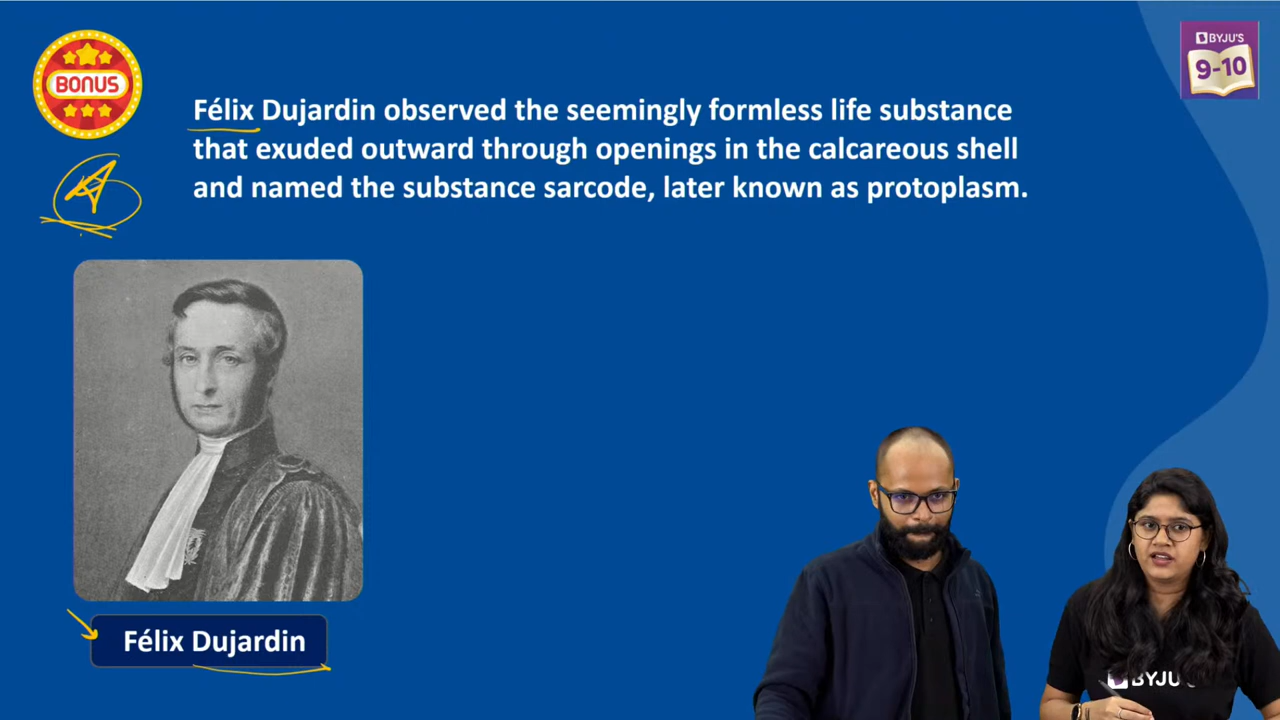 BONUS
BYJU'S
9-10
Félix Dujardin observed the seemingly formless life substance
that exuded outward through openings in the calcareous shell
and named the substance sarcode, later known as protoplasm.
Félix Dujardin